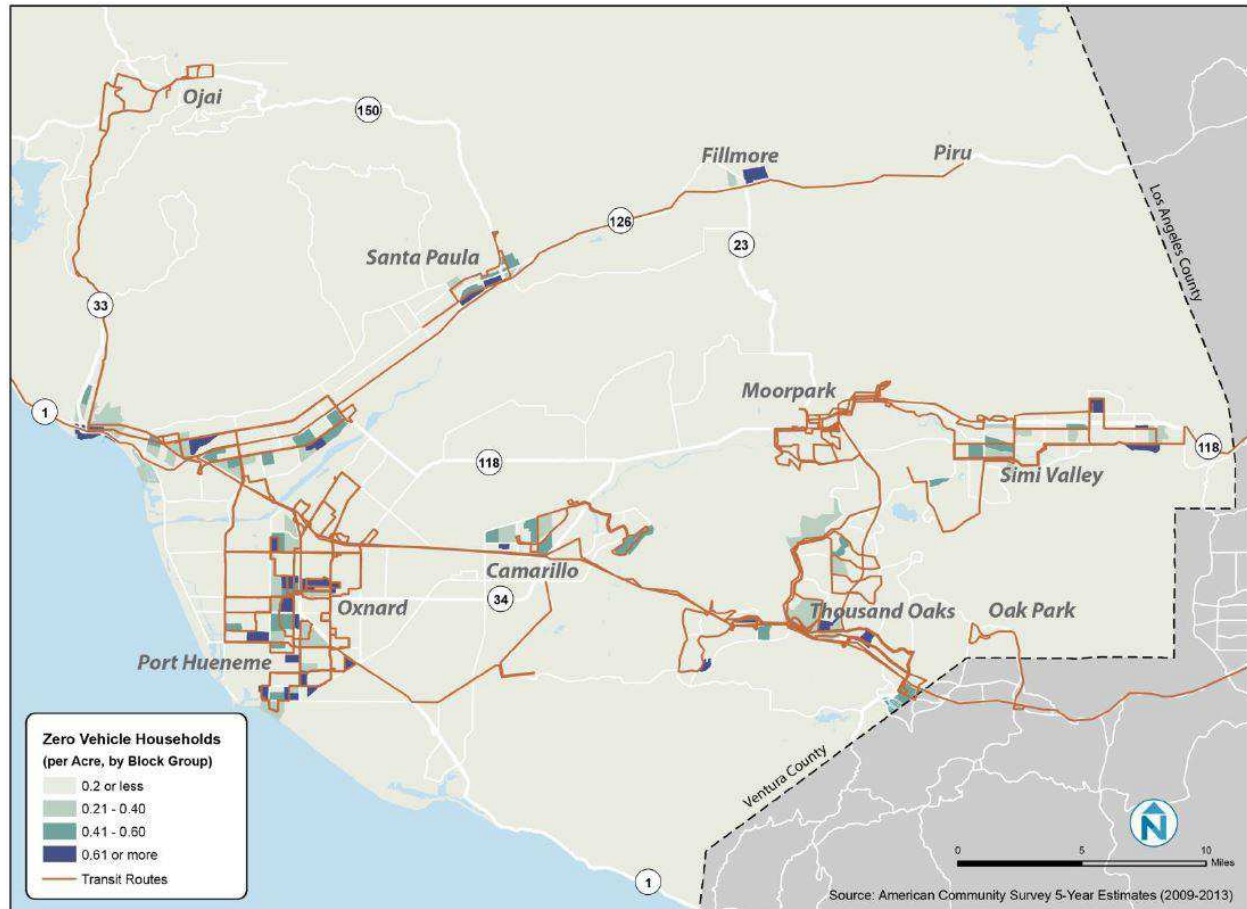 Ojai
150
Fillmore
Piru
Los Angeles County
126
23
Santa Paula
33
Moorpark
1
118
118
Simi Valley
Camarillo
34
Oxnard
Thousand Oaks
Oak Park
Port Hueneme
Zero Vehicle Households
(per Acre, by Block Group)
0.2 or less
0.21 - 0.40
0.41 - 0.60
0.61 or more
Transit Routes
Ventura County
N
0 5 10
Miles
1
Source: American Community Survey 5-Year Estimates (2009-2013)